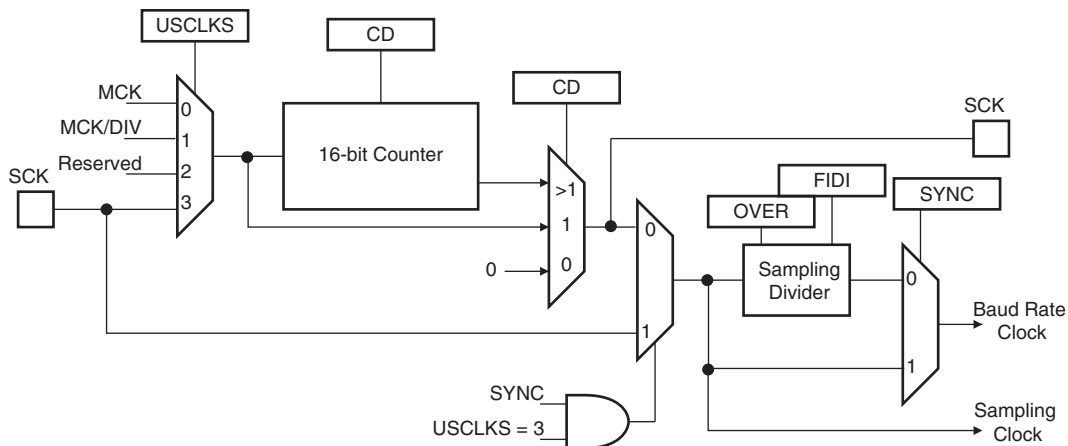 USCLKS
CD
CD
SCK
MCK
MCK/DIV
Reserved
SCK
0
1
2
3
16-bit Counter
>1
1
0
0
FIDI
OVER
SYNC
0
1
Sampling
Divider
0
1
Baud Rate
Clock
SYNC
USCLKS = 3
Sampling
Clock